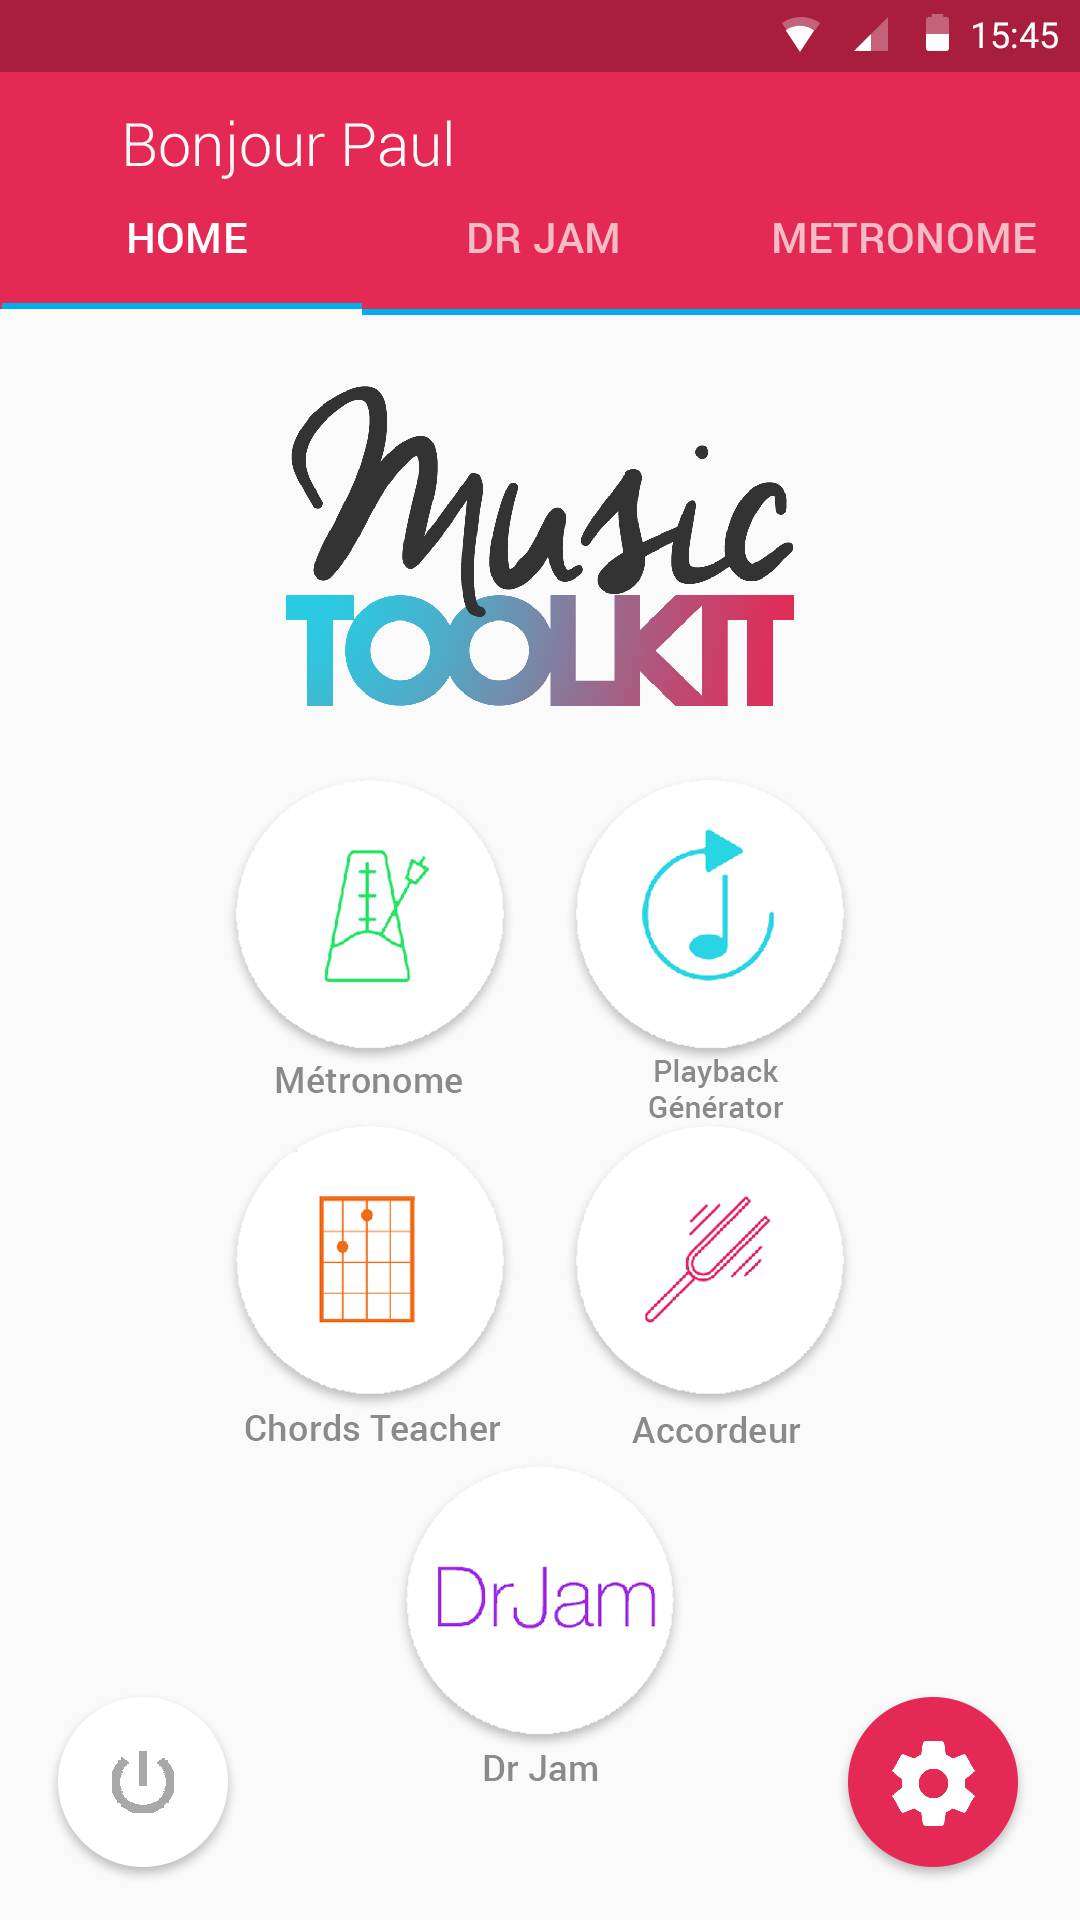 15:45
Bonjour Paul
HOME
DR JAM
METRONOME
Music
TOOLKIT
Métronome
Playback
Générator
Chords Teacher
Accordeur
DrJam
Dr Jam